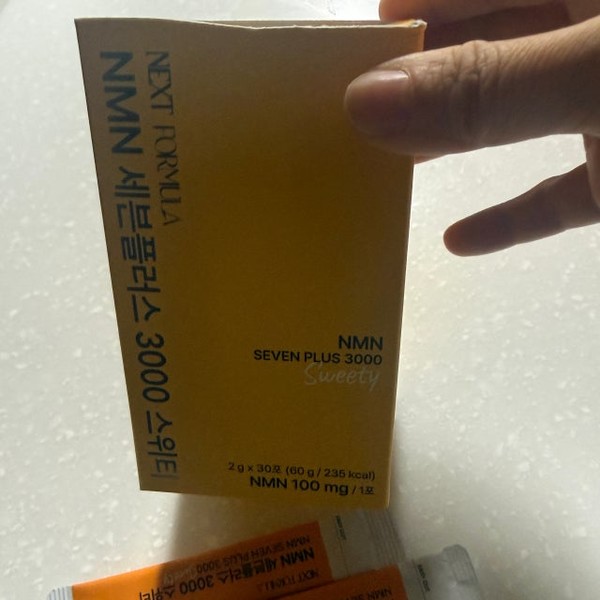 NEXT FORMULA
NMN 세븐플러스 3000 스위티
NMN
SEVEN PLUS 3000
Sweety
2 g x 30포 (60 g / 235 kcal)
NMN 100 mg / 1포
NEXT FORMULA
NMN 세븐플러스 3000 스위티
NMN SEVEN PLUS 3000
NEXT FORMULA